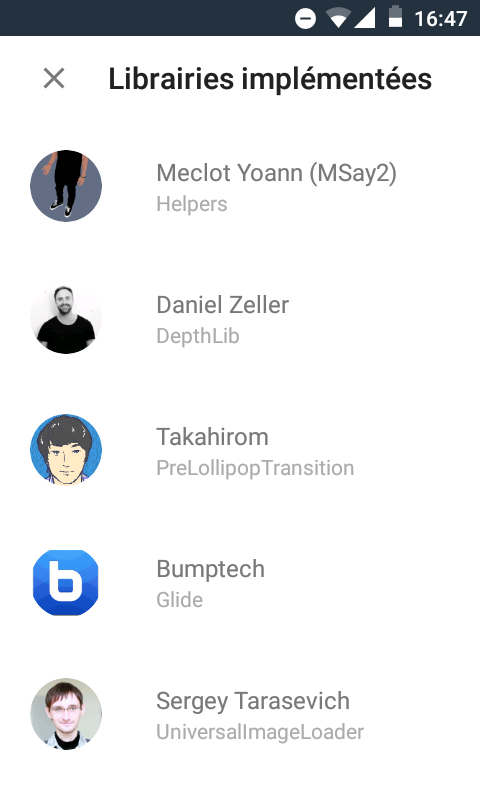 16:47
Librairies implémentées
Meclot Yoann (MSay2)
Helpers
Daniel Zeller
DepthLib
Takahirom
PreLollipopTransition
Bumptech
Glide
Sergey Tarasevich
UniversalImageLoader